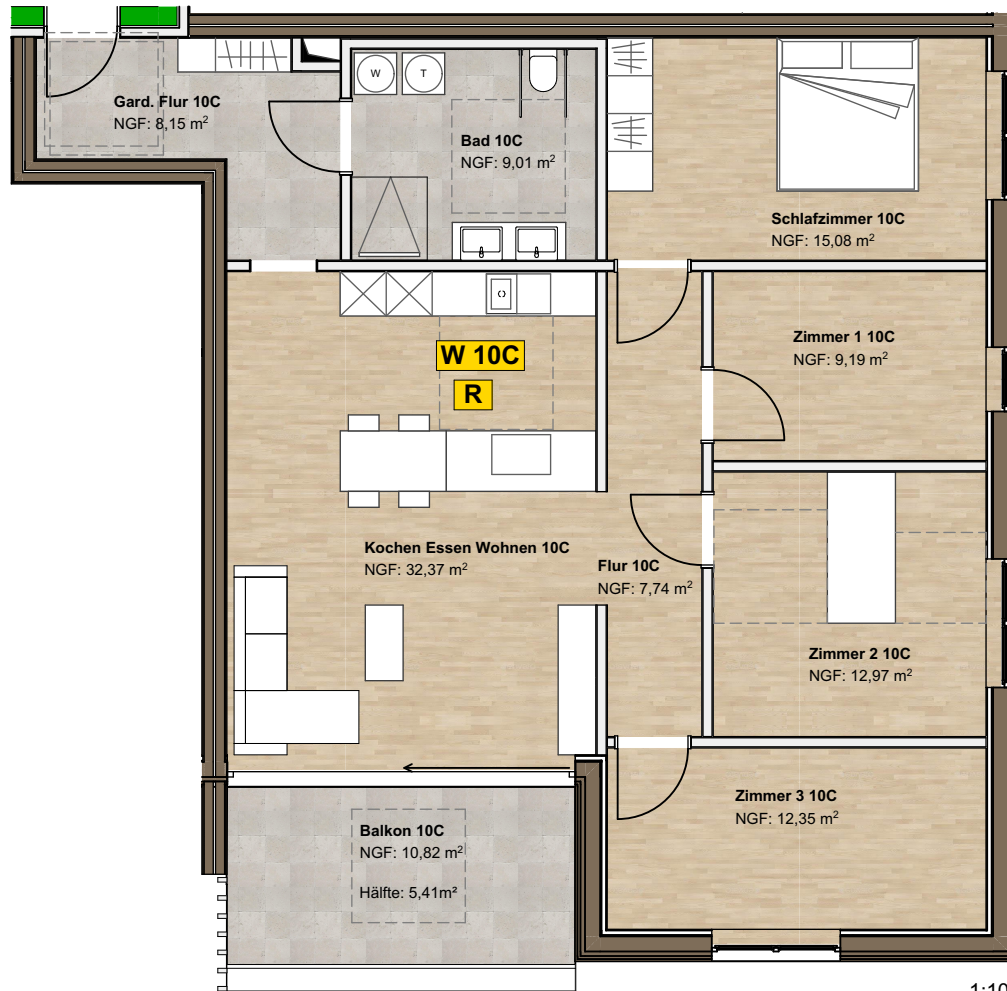 Gard. Flur 10C
NGF: 8,15 m²
W
T
Bad 10C
NGF: 9,01 m²
Schlafzimmer 10C
NGF: 15,08 m²
W 10C
R
Zimmer 1 10C
NGF: 9,19 m²
Kochen Essen Wohnen 10C
NGF: 32,37 m²
Flur 10C
NGF: 7,74 m²
Zimmer 2 10C
NGF: 12,97 m²
Zimmer 3 10C
NGF: 12,35 m²
Balkon 10C
NGF: 10,82 m²
Hälfte: 5,41m²
1:10